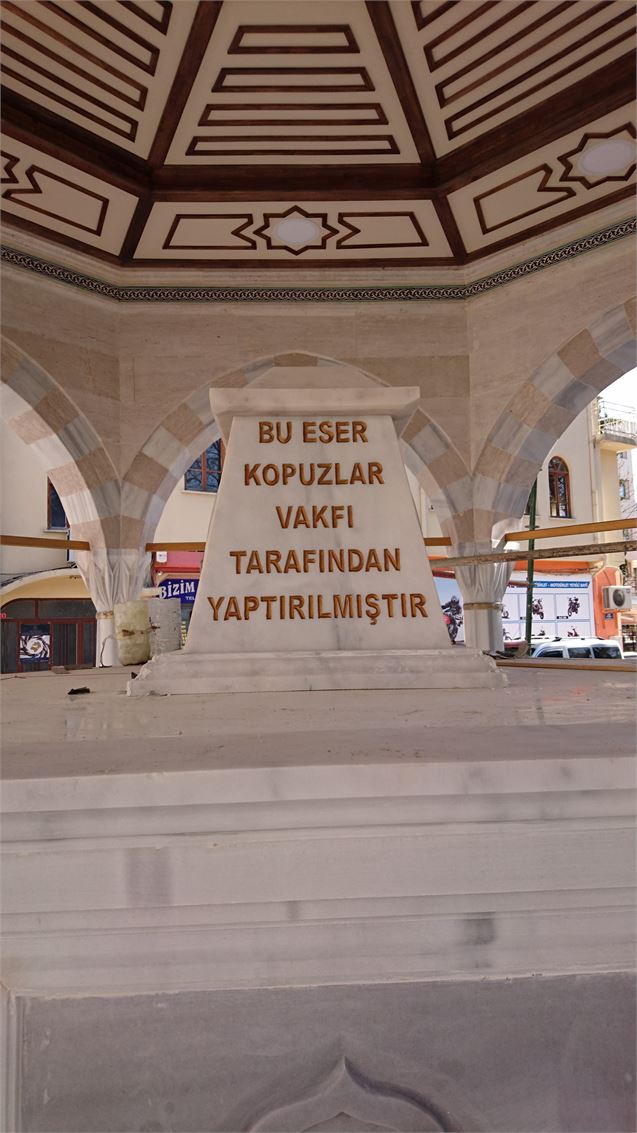 BU ESER
KOPUZLAR
VAKFI
TARAFINDAN
YAPTIRILMIŞTIR
BİZİM